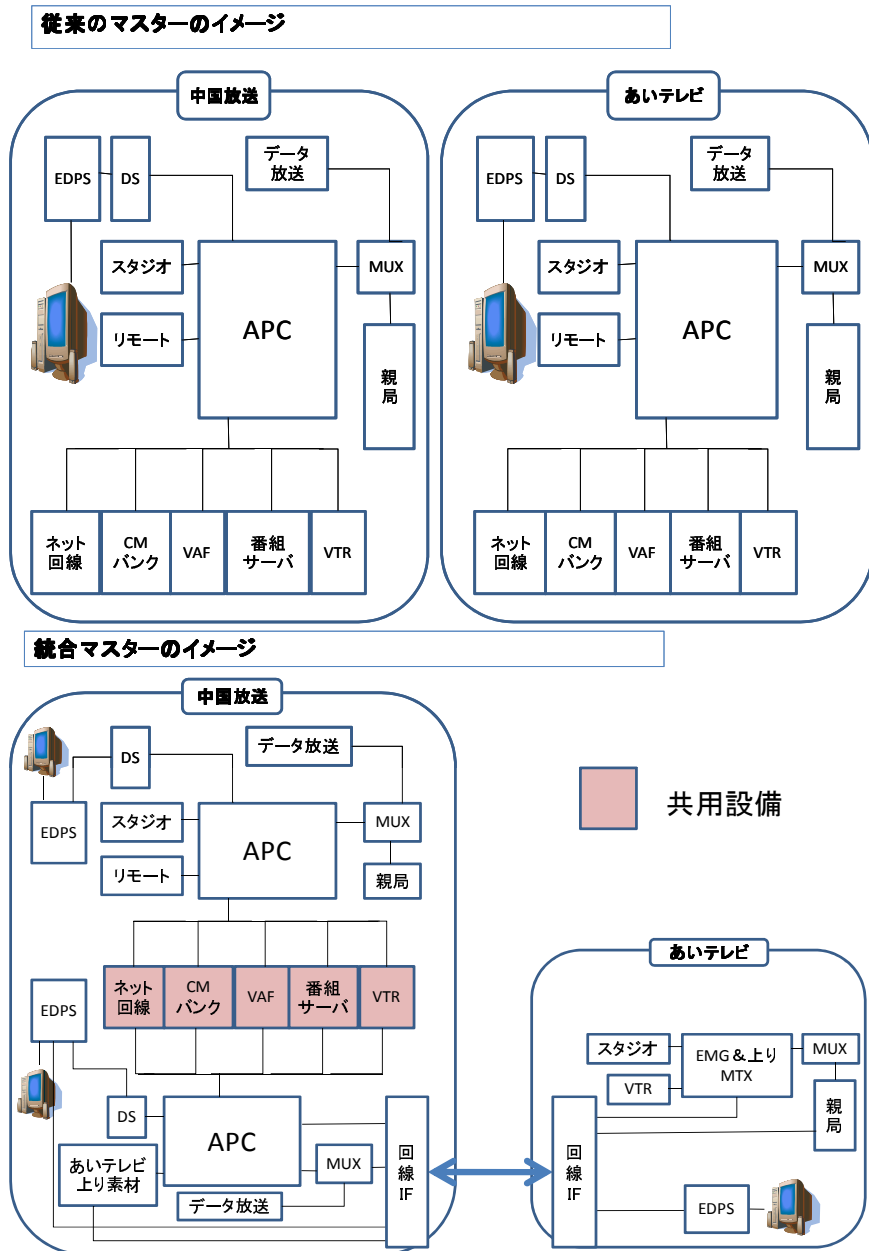 従来のマスターのイメージ
中国放送
EDPS
DS
データ
放送
スタジオ
リモート
APC
MUX
親
局
ネット
回線
CM
バンク
VAF
番組
サーバ
VTR
あいテレビ
EDPS
DS
データ
放送
スタジオ
リモート
APC
MUX
親
局
ネット
回線
CM
バンク
VAF
番組
サーバ
VTR
統合マスターのイメージ
中国放送
DS
データ放送
EDPS
スタジオ
リモート
APC
MUX
親局
ネット
回線
CM
バンク
VAF
番組
サーバ
VTR
EDPS
DS
APC
あいテレビ
上り素材
MUX
データ放送
回
線
IF
共用設備
あいテレビ
スタジオ
VTR
EMG＆上り
MTX
MUX
親
局
回
線
IF
EDPS